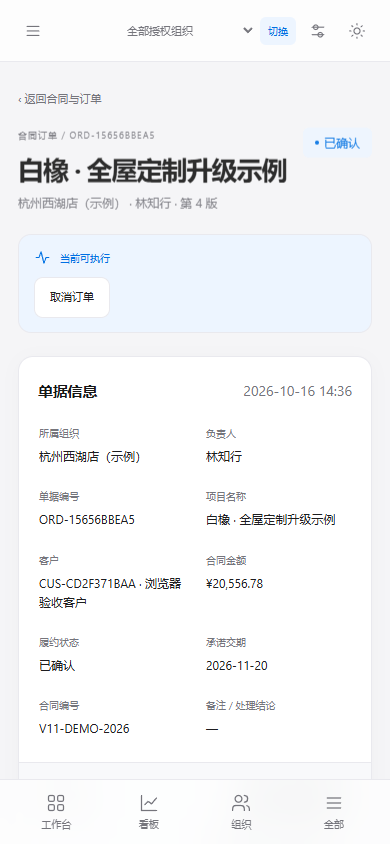 全部授权组织
切换
‹ 返回合同与订单
合同订单 / ORD-15656BBEA5
• 已确认
白橡 · 全屋定制升级示例
杭州西湖店（示例） · 林知行 · 第 4 版
当前可执行
取消订单
单据信息
2026-10-16 14:36
所属组织
负责人
杭州西湖店（示例）
林知行
单据编号
项目名称
ORD-15656BBEA5
白橡 · 全屋定制升级示例
客户
合同金额
CUS-CD2F371BAA · 浏览器
验收客户
¥20,556.78
履约状态
承诺交期
已确认
2026-11-20
合同编号
备注 / 处理结论
V11-DEMO-2026
—
工作台
看板
组织
全部